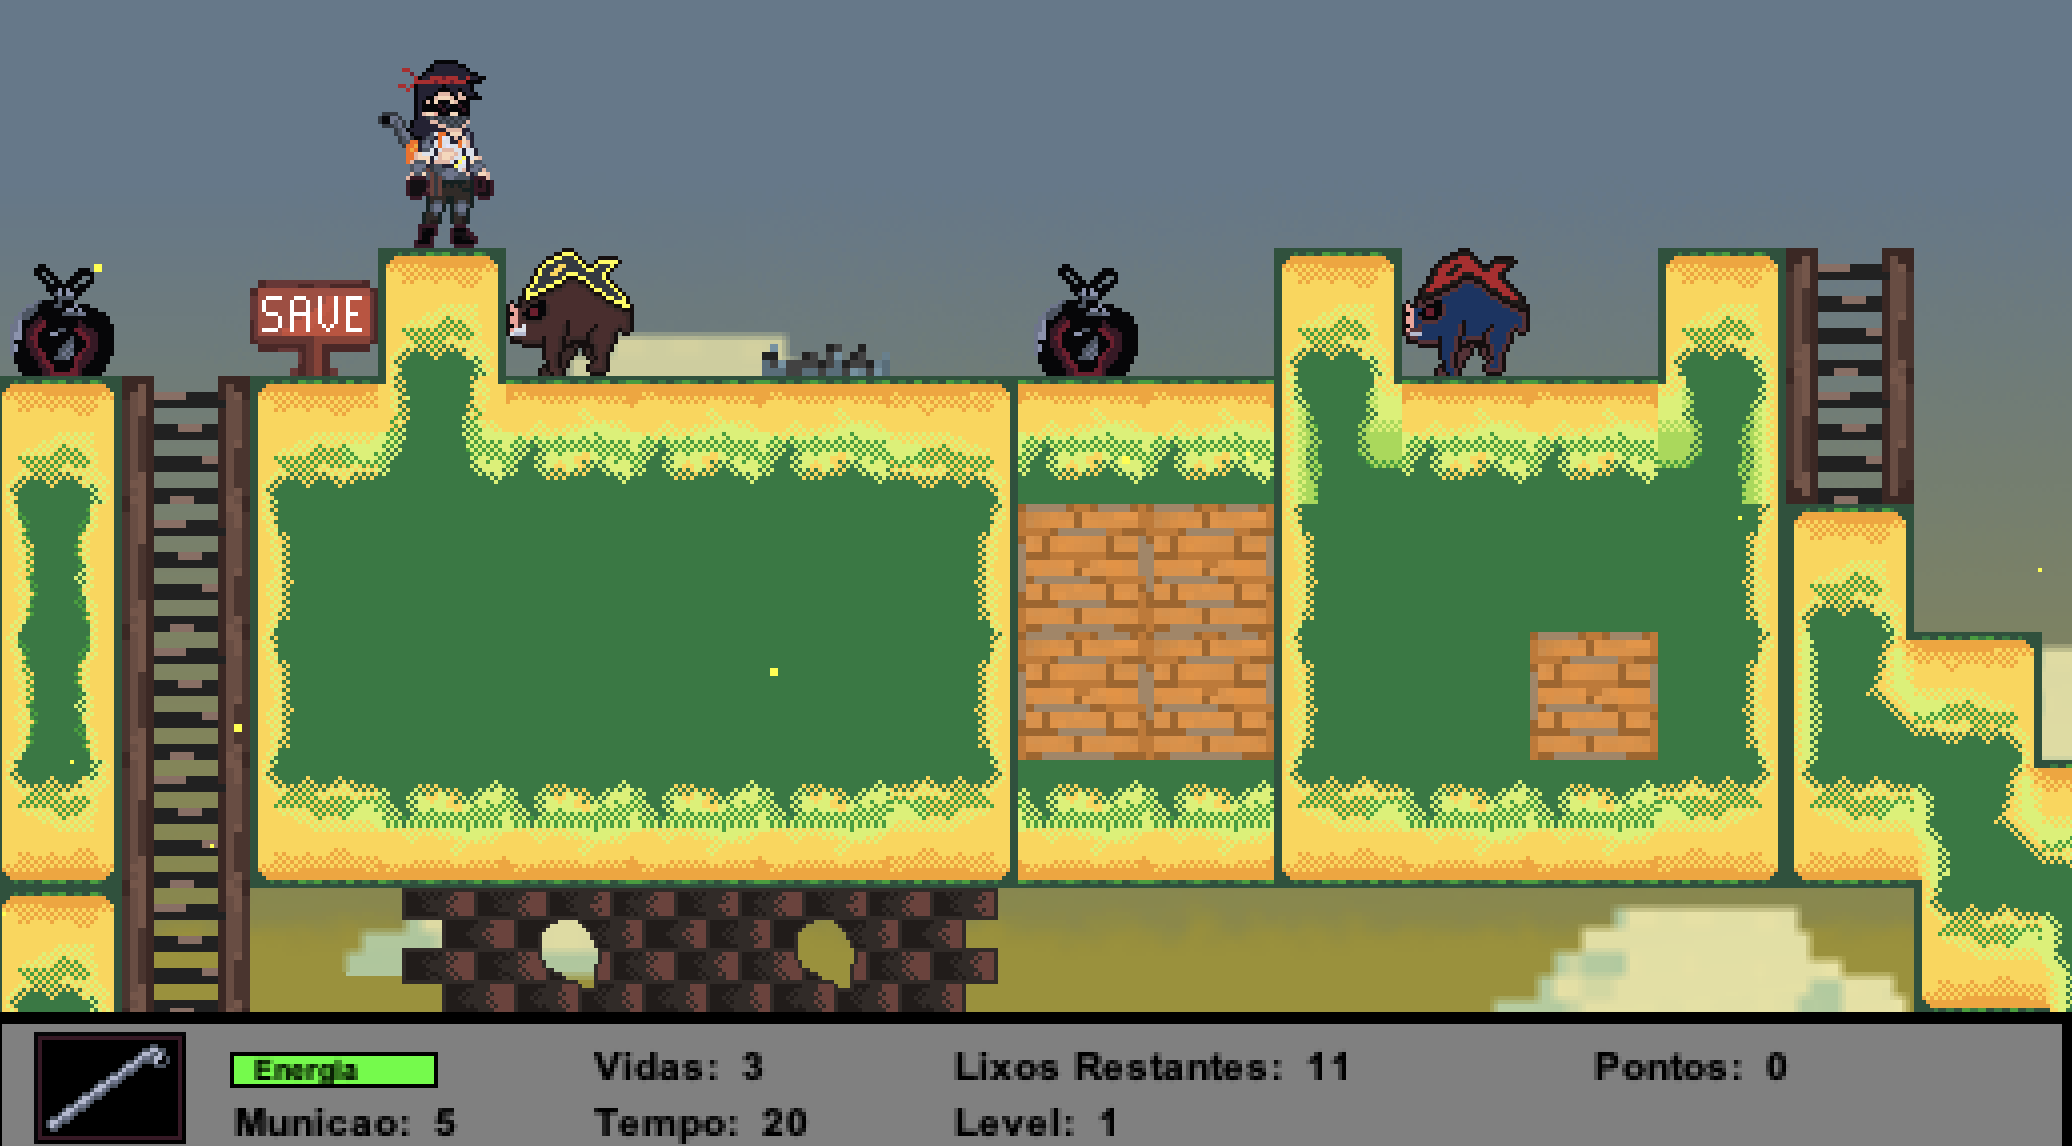 SAVE
Energia
Vidas: 3
Lixos Restantes: 11
Pontos: 0
Municao: 5
Tempo: 20
Level: 1